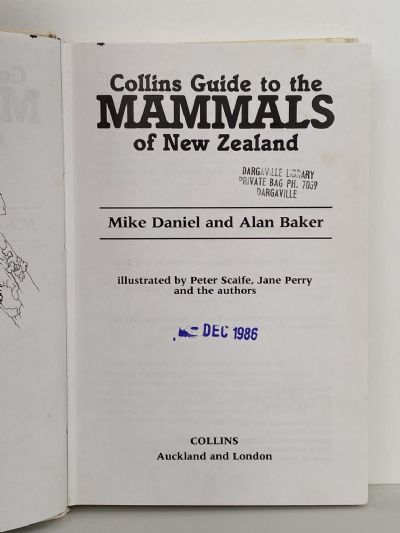 Collins Guide to the
MAMMALS
of New Zealand
DARGAVILLE LIBRARY
PRIVATE BAG PH. 7039
DARGAVILLE
Mike Daniel and Alan Baker
illustrated by Peter Scaife, Jane Perry
and the authors
DEC 1986
COLLINS
Auckland and London